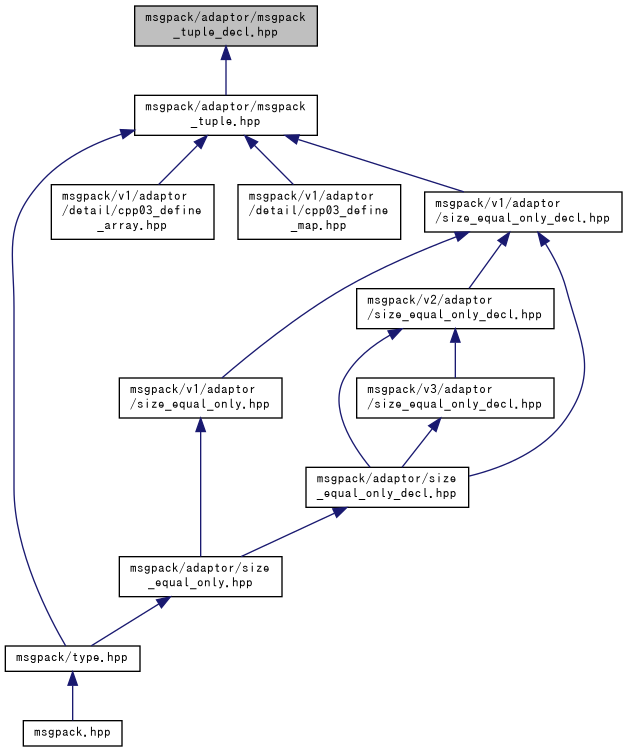 msgpack/adaptor/msgpack
_tuple_decl.hpp
msgpack/adaptor/msgpack
_tuple.hpp
msgpack/v1/adaptor
/detail/cpp03_define
_array.hpp
msgpack/v1/adaptor
/detail/cpp03_define
_map.hpp
msgpack/v1/adaptor
/size_equal_only_decl.hpp
msgpack/v2/adaptor
/size_equal_only_decl.hpp
msgpack/v1/adaptor
/size_equal_only.hpp
msgpack/v3/adaptor
/size_equal_only_decl.hpp
msgpack/adaptor/size
_equal_only_decl.hpp
msgpack/adaptor/size
_equal_only.hpp
msgpack/type.hpp
msgpack.hpp